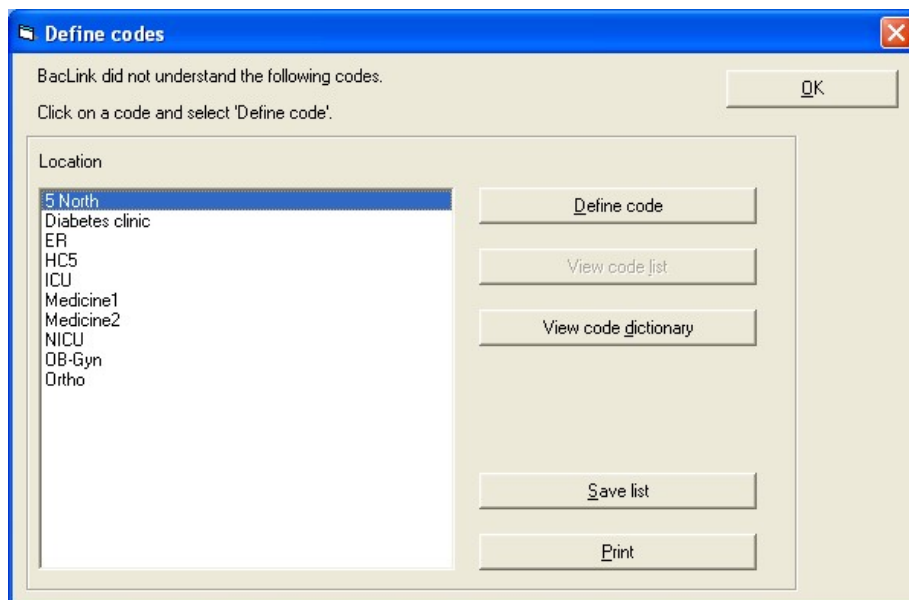 Define codes
BacLink did not understand the following codes.
Click on a code and select 'Define code'.
OK
Location
5 North
Diabetes clinic
ER
HC5
ICU
Medicine1
Medicine2
NICU
OB-Gyn
Ortho
Define code
View code list
View code dictionary
Save list
Print